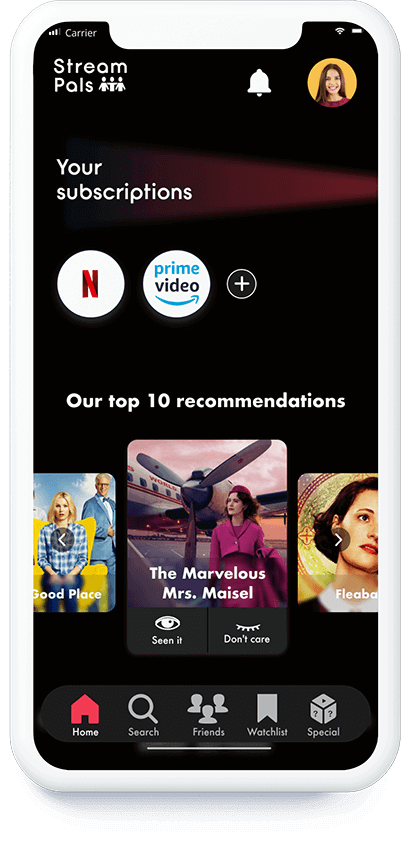 Carrier
Stream
Pals
Your
subscriptions
N
prime
video
Our top 10 recommendations
WORLD
Good Place
The Marvelous
Mrs. Maisel
Fleaba
Seen it
Don't care
? ?
Home
Search
Friends
Watchlist
Special